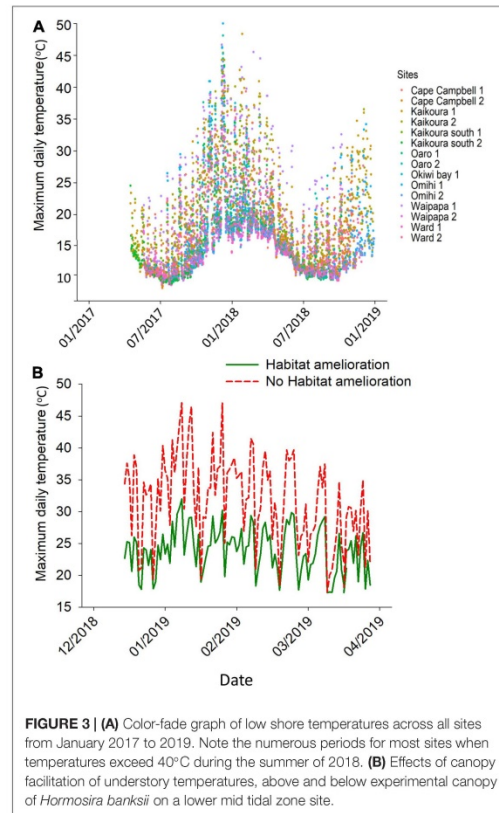 A
Maximum daily temperature (°C)
50
45
40
35
30
25
20
15
10
01/2017
07/2017
01/2018
07/2018
01/2019
Sites
Cape Campbell 1
Cape Campbell 2
Kaikoura 1
Kaikoura 2
Kaikoura south 1
Kaikoura south 2
Oaro 1
Oaro 2
Okiwi bay 1
Omihi 1
Omihi 2
Waipapa 1
Waipapa 2
Ward 1
Ward 2
B
Habitat amelioration
No Habitat amelioration
Maximum daily temperature (°C)
50
45
40
35
30
25
20
15
12/2018
01/2019
02/2019
03/2019
04/2019
Date
FIGURE 3 | (A) Color-fade graph of low shore temperatures across all sites
from January 2017 to 2019. Note the numerous periods for most sites when
temperatures exceed 40°C during the summer of 2018. (B) Effects of canopy
facilitation of understory temperatures, above and below experimental canopy
of Hormosira banksii on a lower mid tidal zone site.